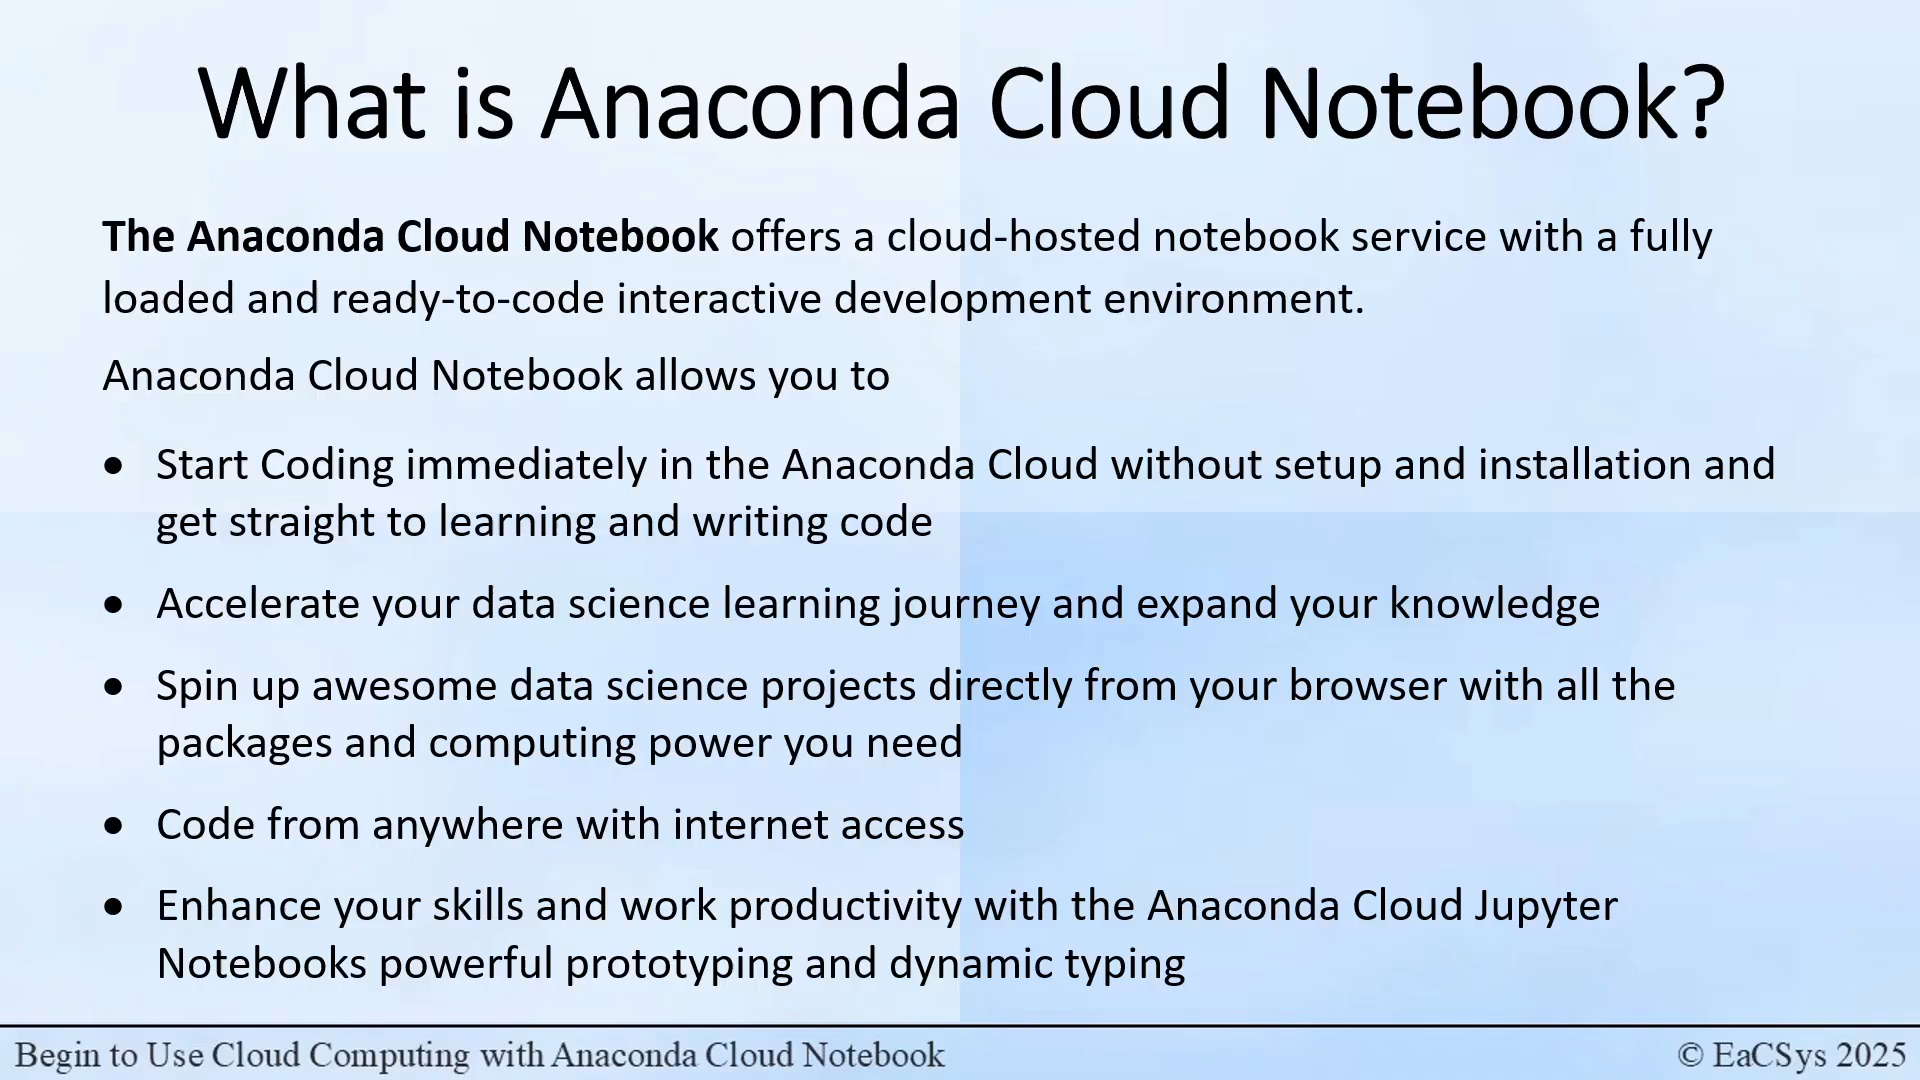 What is Anaconda Cloud Notebook?
The Anaconda Cloud Notebook offers a cloud-hosted notebook service with a fully
loaded and ready-to-code interactive development environment.
Anaconda Cloud Notebook allows you to
• Start Coding immediately in the Anaconda Cloud without setup and installation and
get straight to learning and writing code
• Accelerate your data science learning journey and expand your knowledge
• Spin up awesome data science projects directly from your browser with all the
packages and computing power you need
• Code from anywhere with internet access
• Enhance your skills and work productivity with the Anaconda Cloud Jupyter
Notebooks powerful prototyping and dynamic typing
Begin to Use Cloud Computing with Anaconda Cloud Notebook
© EaCSys 2025